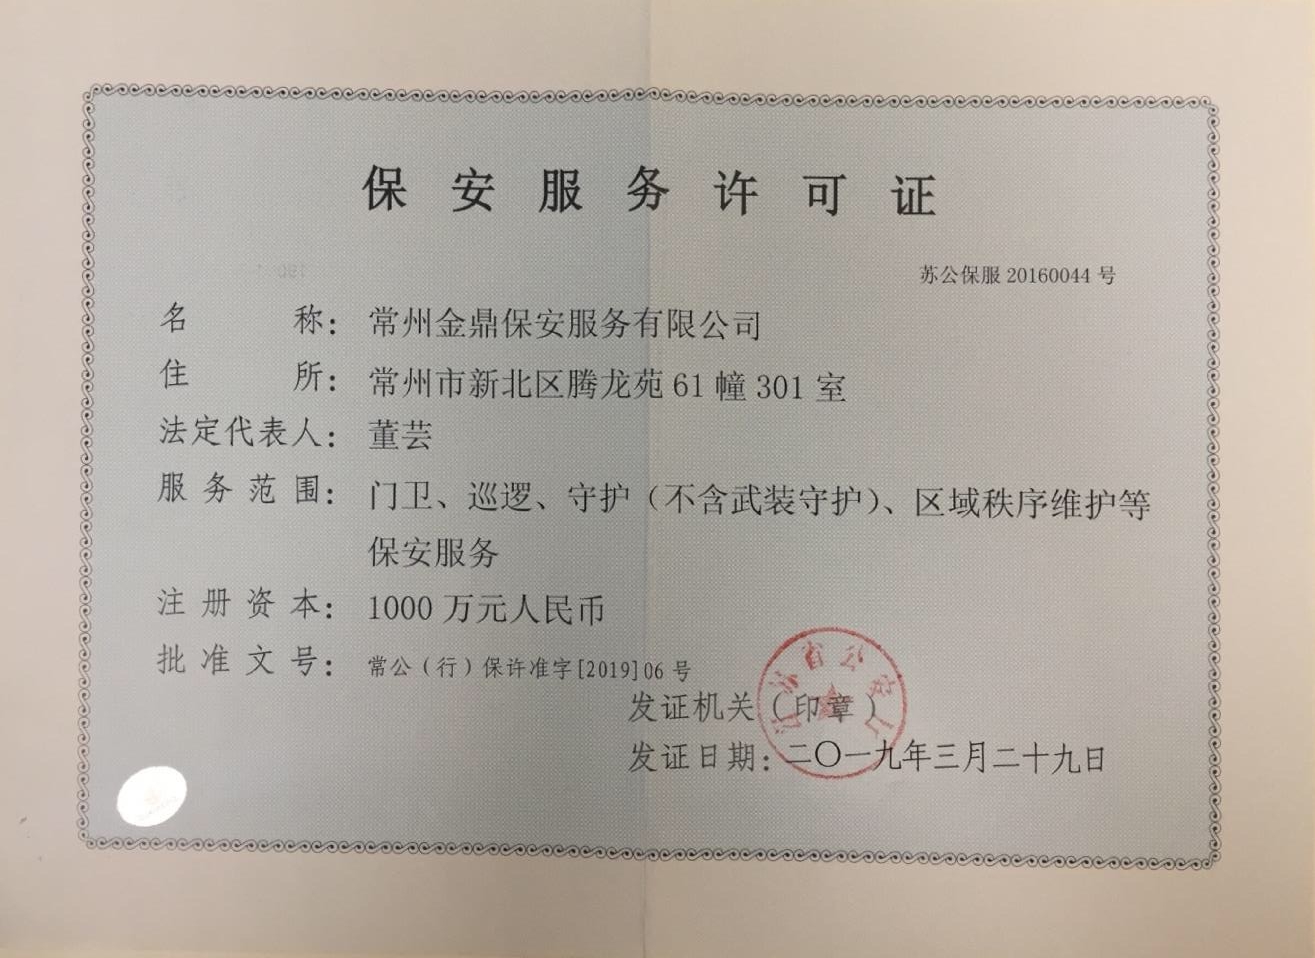 保安服务许可证
苏公保服 20160044 号
名称：常州金鼎保安服务有限公司
住所：常州市新北区腾龙苑 61 幢 301 室
法定代表人：董芸
服务范围：门卫、巡逻、守护（不含武装守护）、区域秩序维护等
保安服务
注册资本：1000 万元人民币
批准文号：常公（行）保许准字[2019]06 号
江苏省公安厅
发证机关（印章）
发证日期：二〇一九年三月二十九日